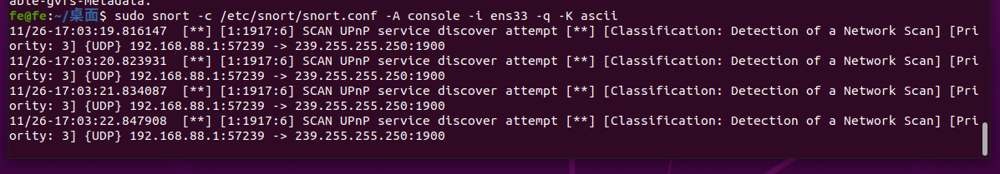 able-gvfs-metadata.
fe@fe:~/桌面$ sudo snort -c /etc/snort/snort.conf -A console -i ens33 -q -K ascii
11/26-17:03:19.816147  [**] [1:1917:6] SCAN UPnP service discover attempt [**] [Classification: Detection of a Network Scan] [Pri
ority: 3] {UDP} 192.168.88.1:57239 -> 239.255.255.250:1900
11/26-17:03:20.823931  [**] [1:1917:6] SCAN UPnP service discover attempt [**] [Classification: Detection of a Network Scan] [Pri
ority: 3] {UDP} 192.168.88.1:57239 -> 239.255.255.250:1900
11/26-17:03:21.834087  [**] [1:1917:6] SCAN UPnP service discover attempt [**] [Classification: Detection of a Network Scan] [Pri
ority: 3] {UDP} 192.168.88.1:57239 -> 239.255.255.250:1900
11/26-17:03:22.847908  [**] [1:1917:6] SCAN UPnP service discover attempt [**] [Classification: Detection of a Network Scan] [Pri
ority: 3] {UDP} 192.168.88.1:57239 -> 239.255.255.250:1900